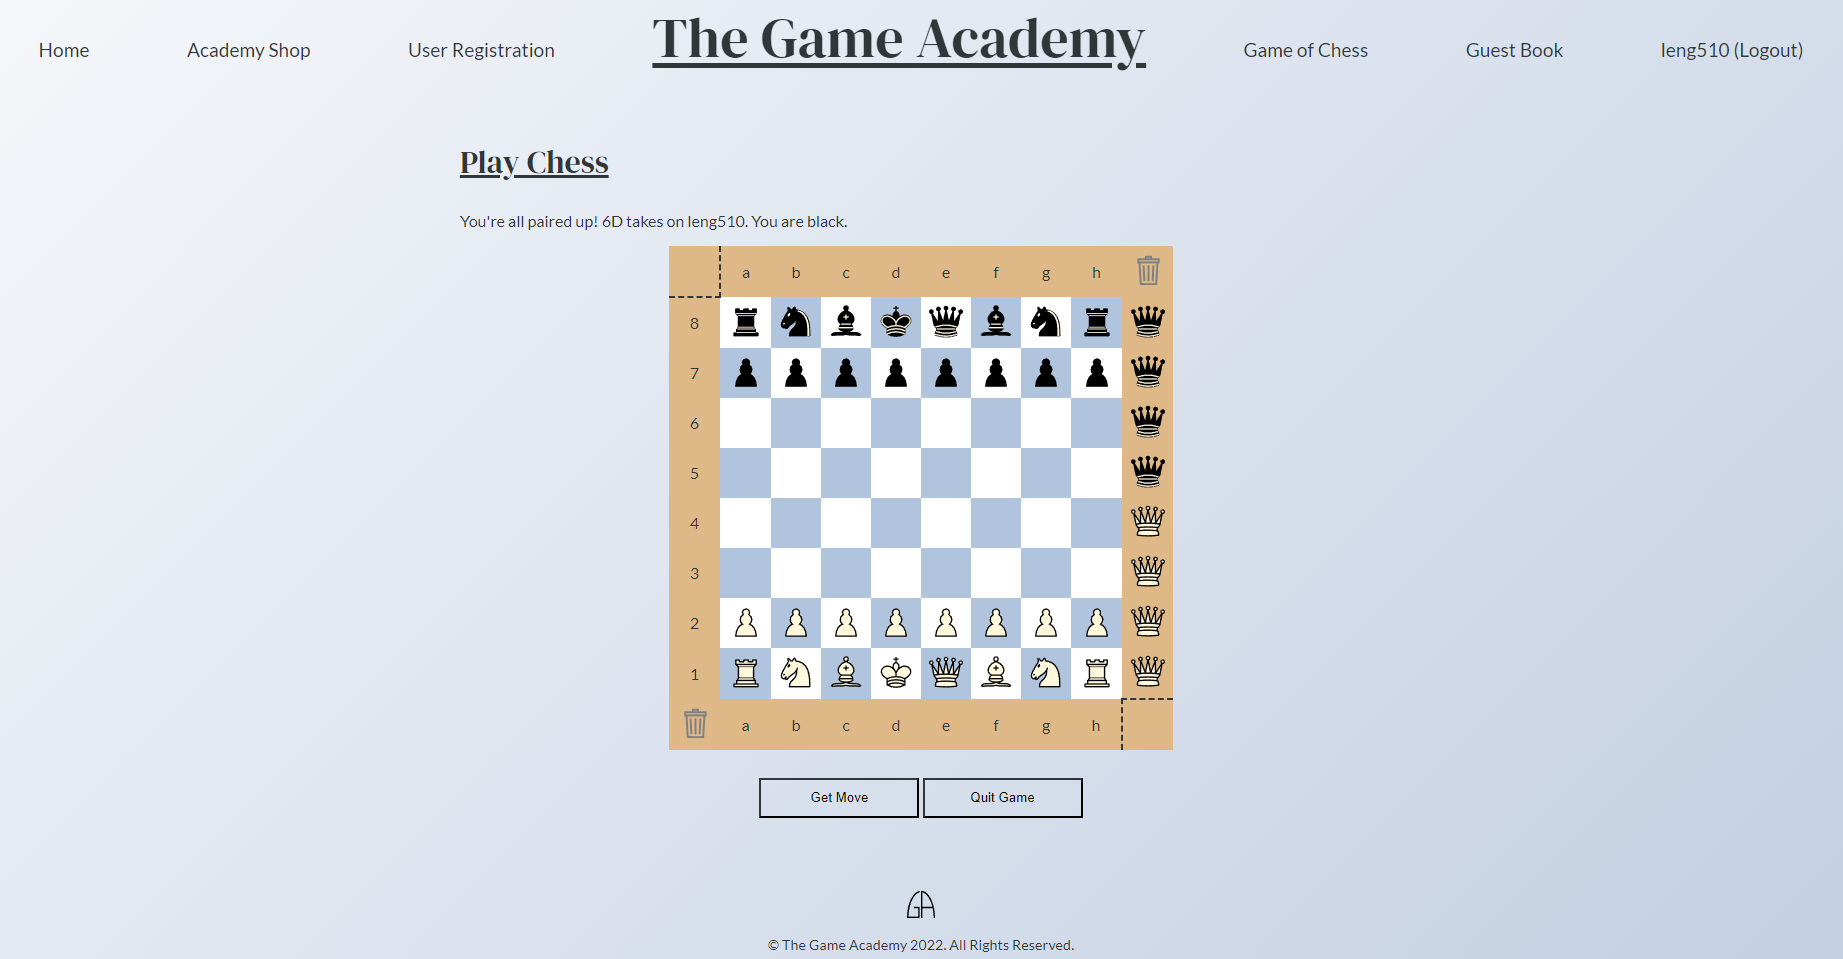 Home Academy Shop User Registration The Game Academy Game of Chess Guest Book leng510 (Logout)
Play Chess
You're all paired up! 6D takes on leng510. You are black.
a b c d e f g h
8
7
6
5
4
3
2
1
a b c d e f g h
Get Move Quit Game
GA
© The Game Academy 2022. All Rights Reserved.